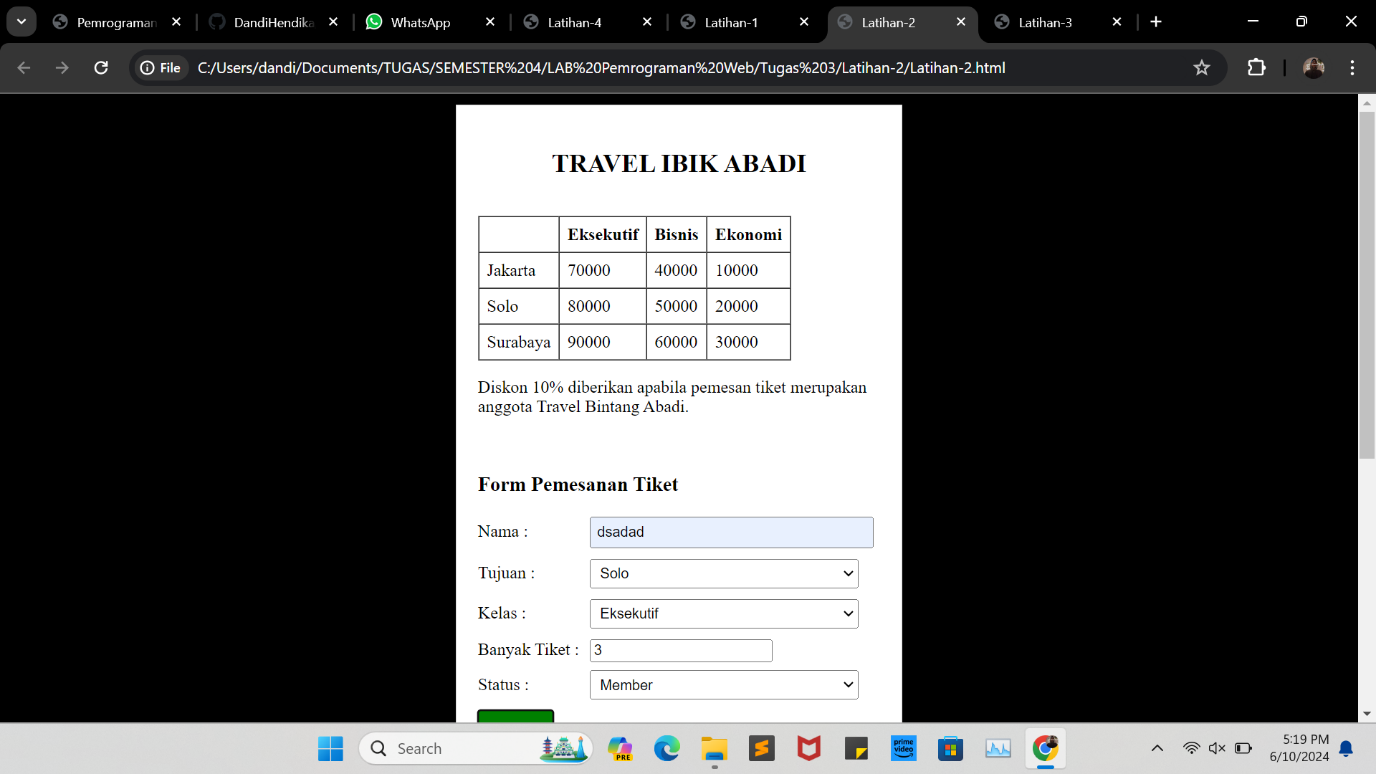 Pemrograman
DandiHendika
WhatsApp
Latihan-4
Latihan-1
Latihan-2
Latihan-3
File
C:/Users/dandi/Documents/TUGAS/SEMESTER%204/LAB%20Pemrograman%20Web/Tugas%203/Latihan-2/Latihan-2.html
TRAVEL IBIK ABADI
Eksekutif Bisnis Ekonomi
Jakarta 70000 40000 10000
Solo 80000 50000 20000
Surabaya 90000 60000 30000
Diskon 10% diberikan apabila pemesan tiket merupakan
anggota Travel Bintang Abadi.
Form Pemesanan Tiket
Nama : dsadad
Tujuan : Solo
Kelas : Eksekutif
Banyak Tiket : 3
Status : Member
Search
PRE
prime video
5:19 PM
6/10/2024